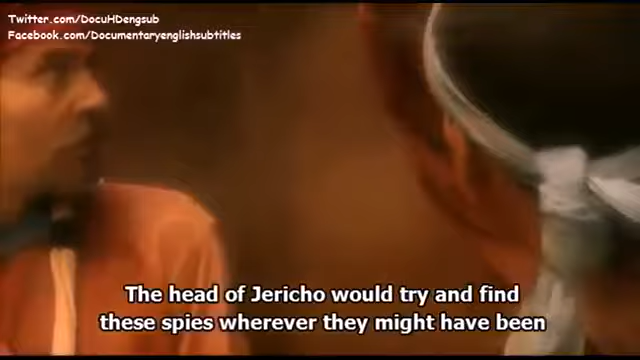 Twitter.com/DocuHDengsub
Facebook.com/Documentaryenglishsubtitles
The head of Jericho would try and find
these spies wherever they might have been